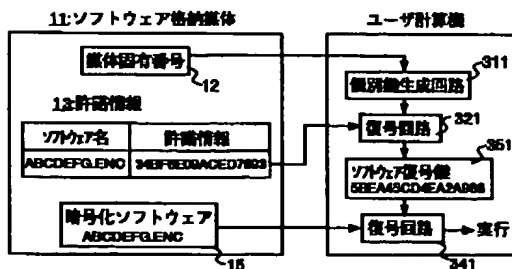 11:ソフトウェア格納媒体
媒体固有番号
12
13:許諾情報
ソフトウェア名 許諾情報
ABCDEFG.ENC
暗号化ソフトウェア
ABCDEFG.ENC
15
ユーザ計算機
311
個別鍵生成回路
321
復号回路
351
ソフトウェア復号鍵
復号回路
実行
341